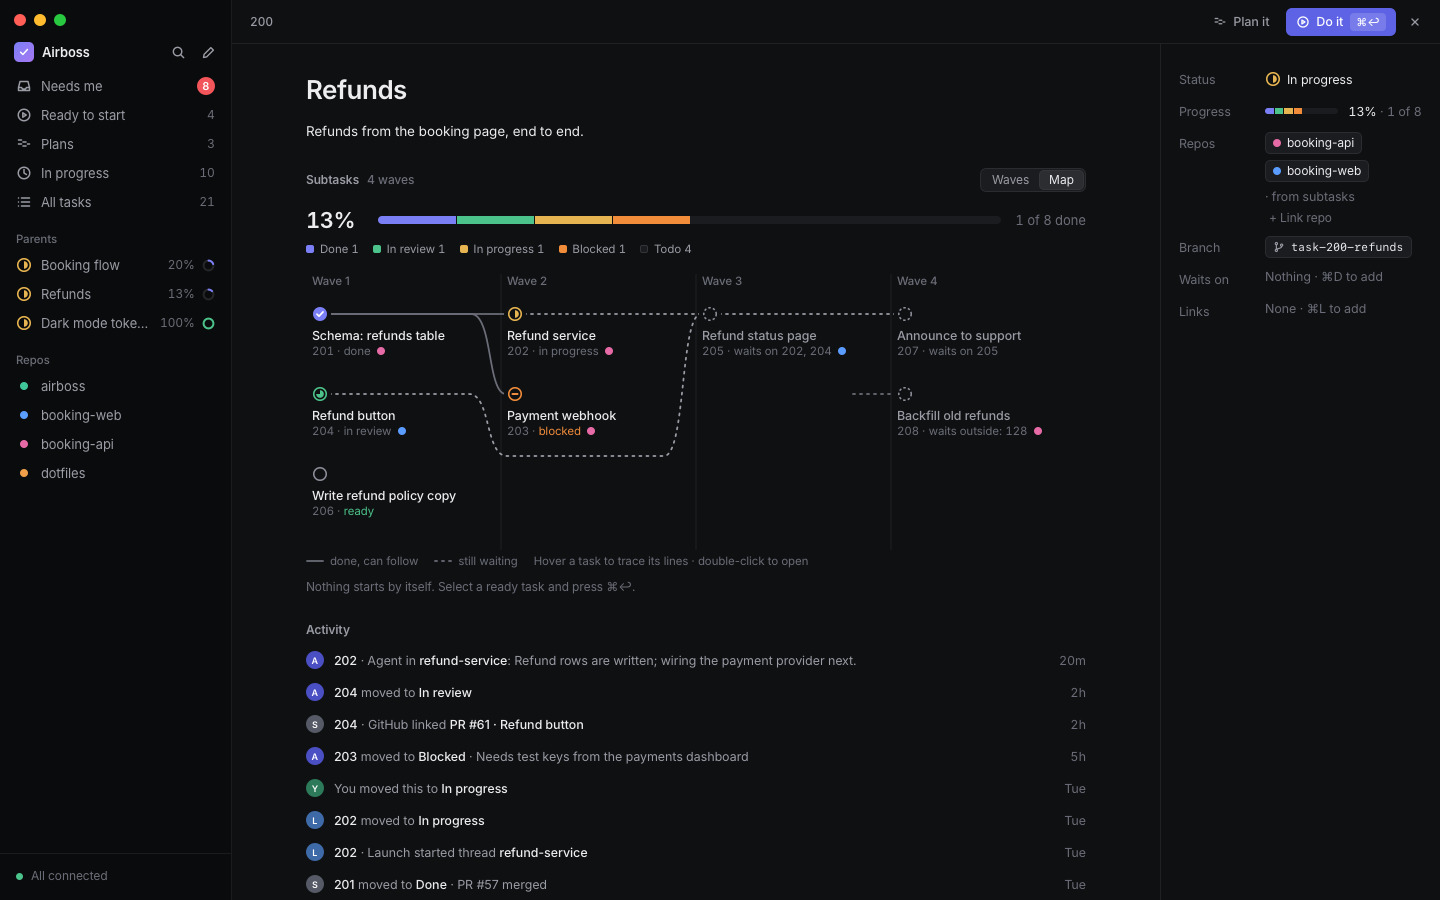 Airboss
Needs me 8
Ready to start 4
Plans 3
In progress 10
All tasks 21
Parents
Booking flow 20%
Refunds 13%
Dark mode toke... 100%
Repos
airboss
booking-web
booking-api
dotfiles
All connected
200
Plan it
Do it ⌘↩
Refunds
Refunds from the booking page, end to end.
Subtasks 4 waves
Waves Map
13% 1 of 8 done
Done 1 In review 1 In progress 1 Blocked 1 Todo 4
Wave 1 Wave 2 Wave 3 Wave 4
Schema: refunds table
201 · done
Refund service
202 · in progress
Refund status page
205 · waits on 202, 204
Announce to support
207 · waits on 205
Refund button
204 · in review
Payment webhook
203 · blocked
Backfill old refunds
208 · waits outside: 128
Write refund policy copy
206 · ready
done, can follow still waiting Hover a task to trace its lines · double-click to open
Nothing starts by itself. Select a ready task and press ⌘↩.
Activity
A 202 · Agent in refund-service: Refund rows are written; wiring the payment provider next. 20m
A 204 moved to In review 2h
S 204 · GitHub linked PR #61 · Refund button 2h
A 203 moved to Blocked · Needs test keys from the payments dashboard 5h
Y You moved this to In progress Tue
L 202 moved to In progress Tue
L 202 · Launch started thread refund-service Tue
S 201 moved to Done · PR #57 merged Tue
Status In progress
Progress 13% · 1 of 8
Repos booking-api
booking-web
· from subtasks
+ Link repo
Branch task-200-refunds
Waits on Nothing · ⌘D to add
Links None · ⌘L to add